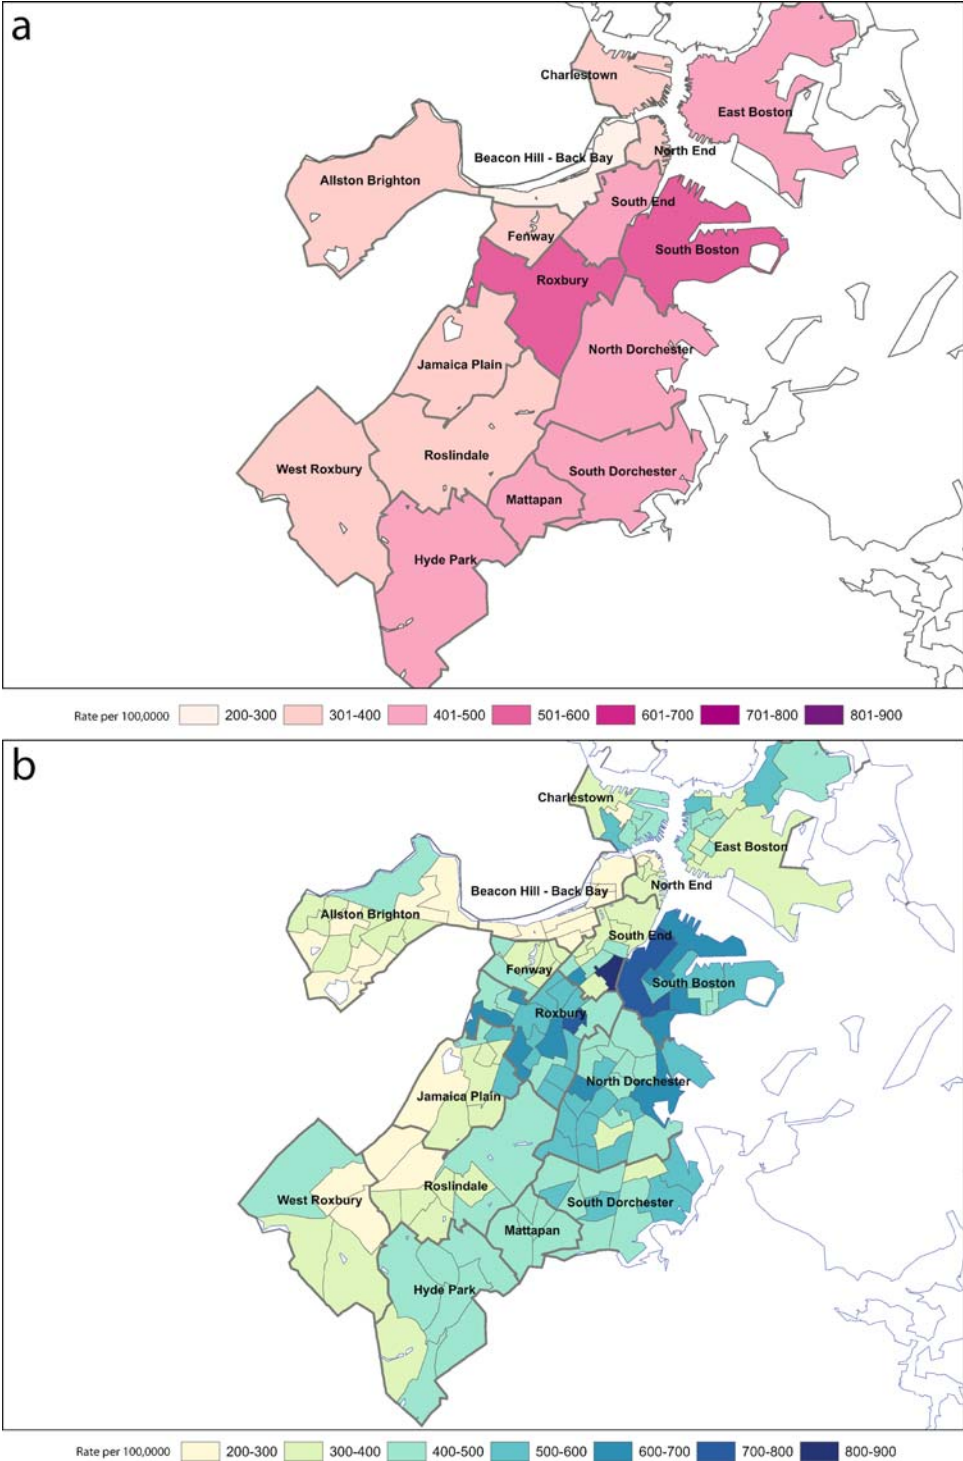 a
Charlestown
East Boston
Beacon Hill - Back Bay
North End
Allston Brighton
South End
Fenway
South Boston
Roxbury
North Dorchester
Jamaica Plain
Roslindale
West Roxbury
South Dorchester
Mattapan
Hyde Park
Rate per 100,0000 200-300 301-400 401-500 501-600 601-700 701-800 801-900
b
Charlestown
East Boston
Beacon Hill - Back Bay
North End
Allston Brighton
South End
Fenway
South Boston
Roxbury
North Dorchester
Jamaica Plain
Roslindale
West Roxbury
South Dorchester
Mattapan
Hyde Park
Rate per 100,0000 200-300 300-400 400-500 500-600 600-700 700-800 800-900